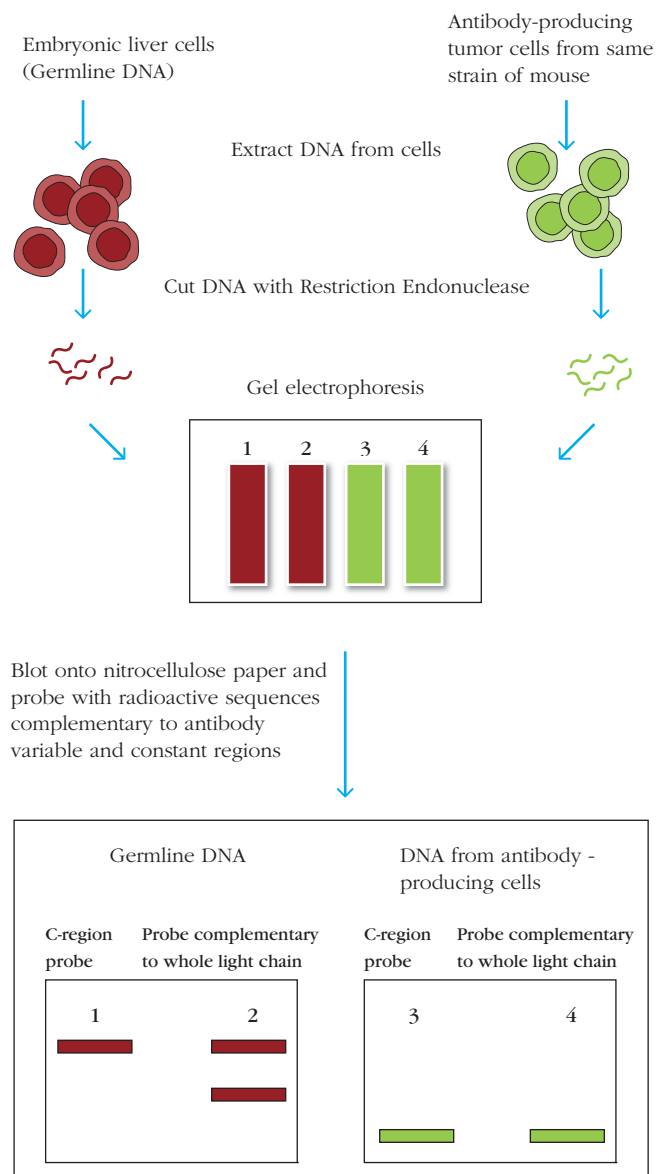 Embryonic liver cells
(Germline DNA)
Antibody-producing
tumor cells from same
strain of mouse
Extract DNA from cells
Cut DNA with Restriction Endonuclease
Gel electrophoresis
1 2 3 4
Blot onto nitrocellulose paper and
probe with radioactive sequences
complementary to antibody
variable and constant regions
Germline DNA
C-region
probe
Probe complementary
to whole light chain
1 2
DNA from antibody -
producing cells
C-region
probe
Probe complementary
to whole light chain
3 4